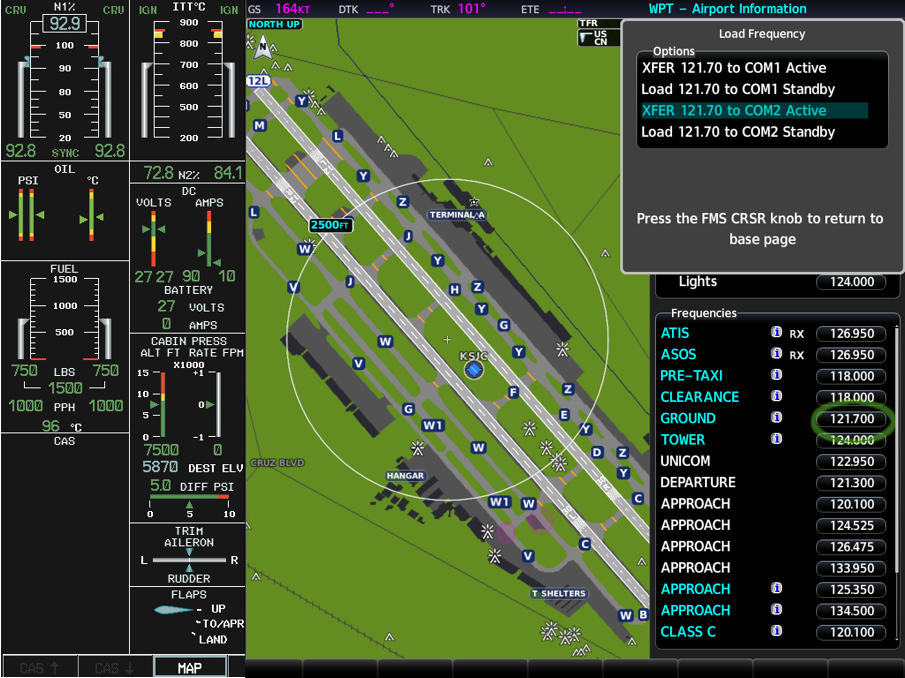 CRU N1% CRU
92.9
100
90
80
50
20
92.8 SYNC 92.8
IGN ITT°C IGN
900
800
700
600
500
200
72.8 N2% 84.1
OIL
PSI °C
DC
VOLTS AMPS
27 27 90 10
BATTERY
27 VOLTS
0 AMPS
FUEL
1500
1000
500
750 LBS 750
1500
1000 PPH 1000
96 °C
CAS
CABIN PRESS
ALT FT RATE FPM
X1000
15 +1
10
5 0
0 -1
7500 0
5870 DEST ELV
5.0 DIFF PSI
0 5 10
TRIM
AILERON
L R
RUDDER
FLAPS
UP
TO/APR
LAND
CAS ↑ CAS ↓ MAP
GS 164KT DTK ___° TRK 101° ETE __:__
WPT – Airport Information
NORTH UP
N
TFR
US
CN
12L
Y
M
L
Y
Z
TERMINAL A
L
2500FT
J
W
Y
V
J
H
Z
Y
G
W
Y
V
KSJC
F
Z
G
E
W1
Y
W
D
Z
CRUZ BLVD
Y
HANGAR
C
W1
W
C
V
T SHELTERS
W
B
Load Frequency
Options
XFER 121.70 to COM1 Active
Load 121.70 to COM1 Standby
XFER 121.70 to COM2 Active
Load 121.70 to COM2 Standby
Press the FMS CRSR knob to return to
base page
Lights 124.000
Frequencies
ATIS i RX 126.950
ASOS i RX 126.950
PRE-TAXI i 118.000
CLEARANCE i 118.000
GROUND i 121.700
TOWER i 124.000
UNICOM 122.950
DEPARTURE 121.300
APPROACH 120.100
APPROACH 124.525
APPROACH 126.475
APPROACH 133.950
APPROACH i 125.350
APPROACH i 134.500
CLASS C i 120.100